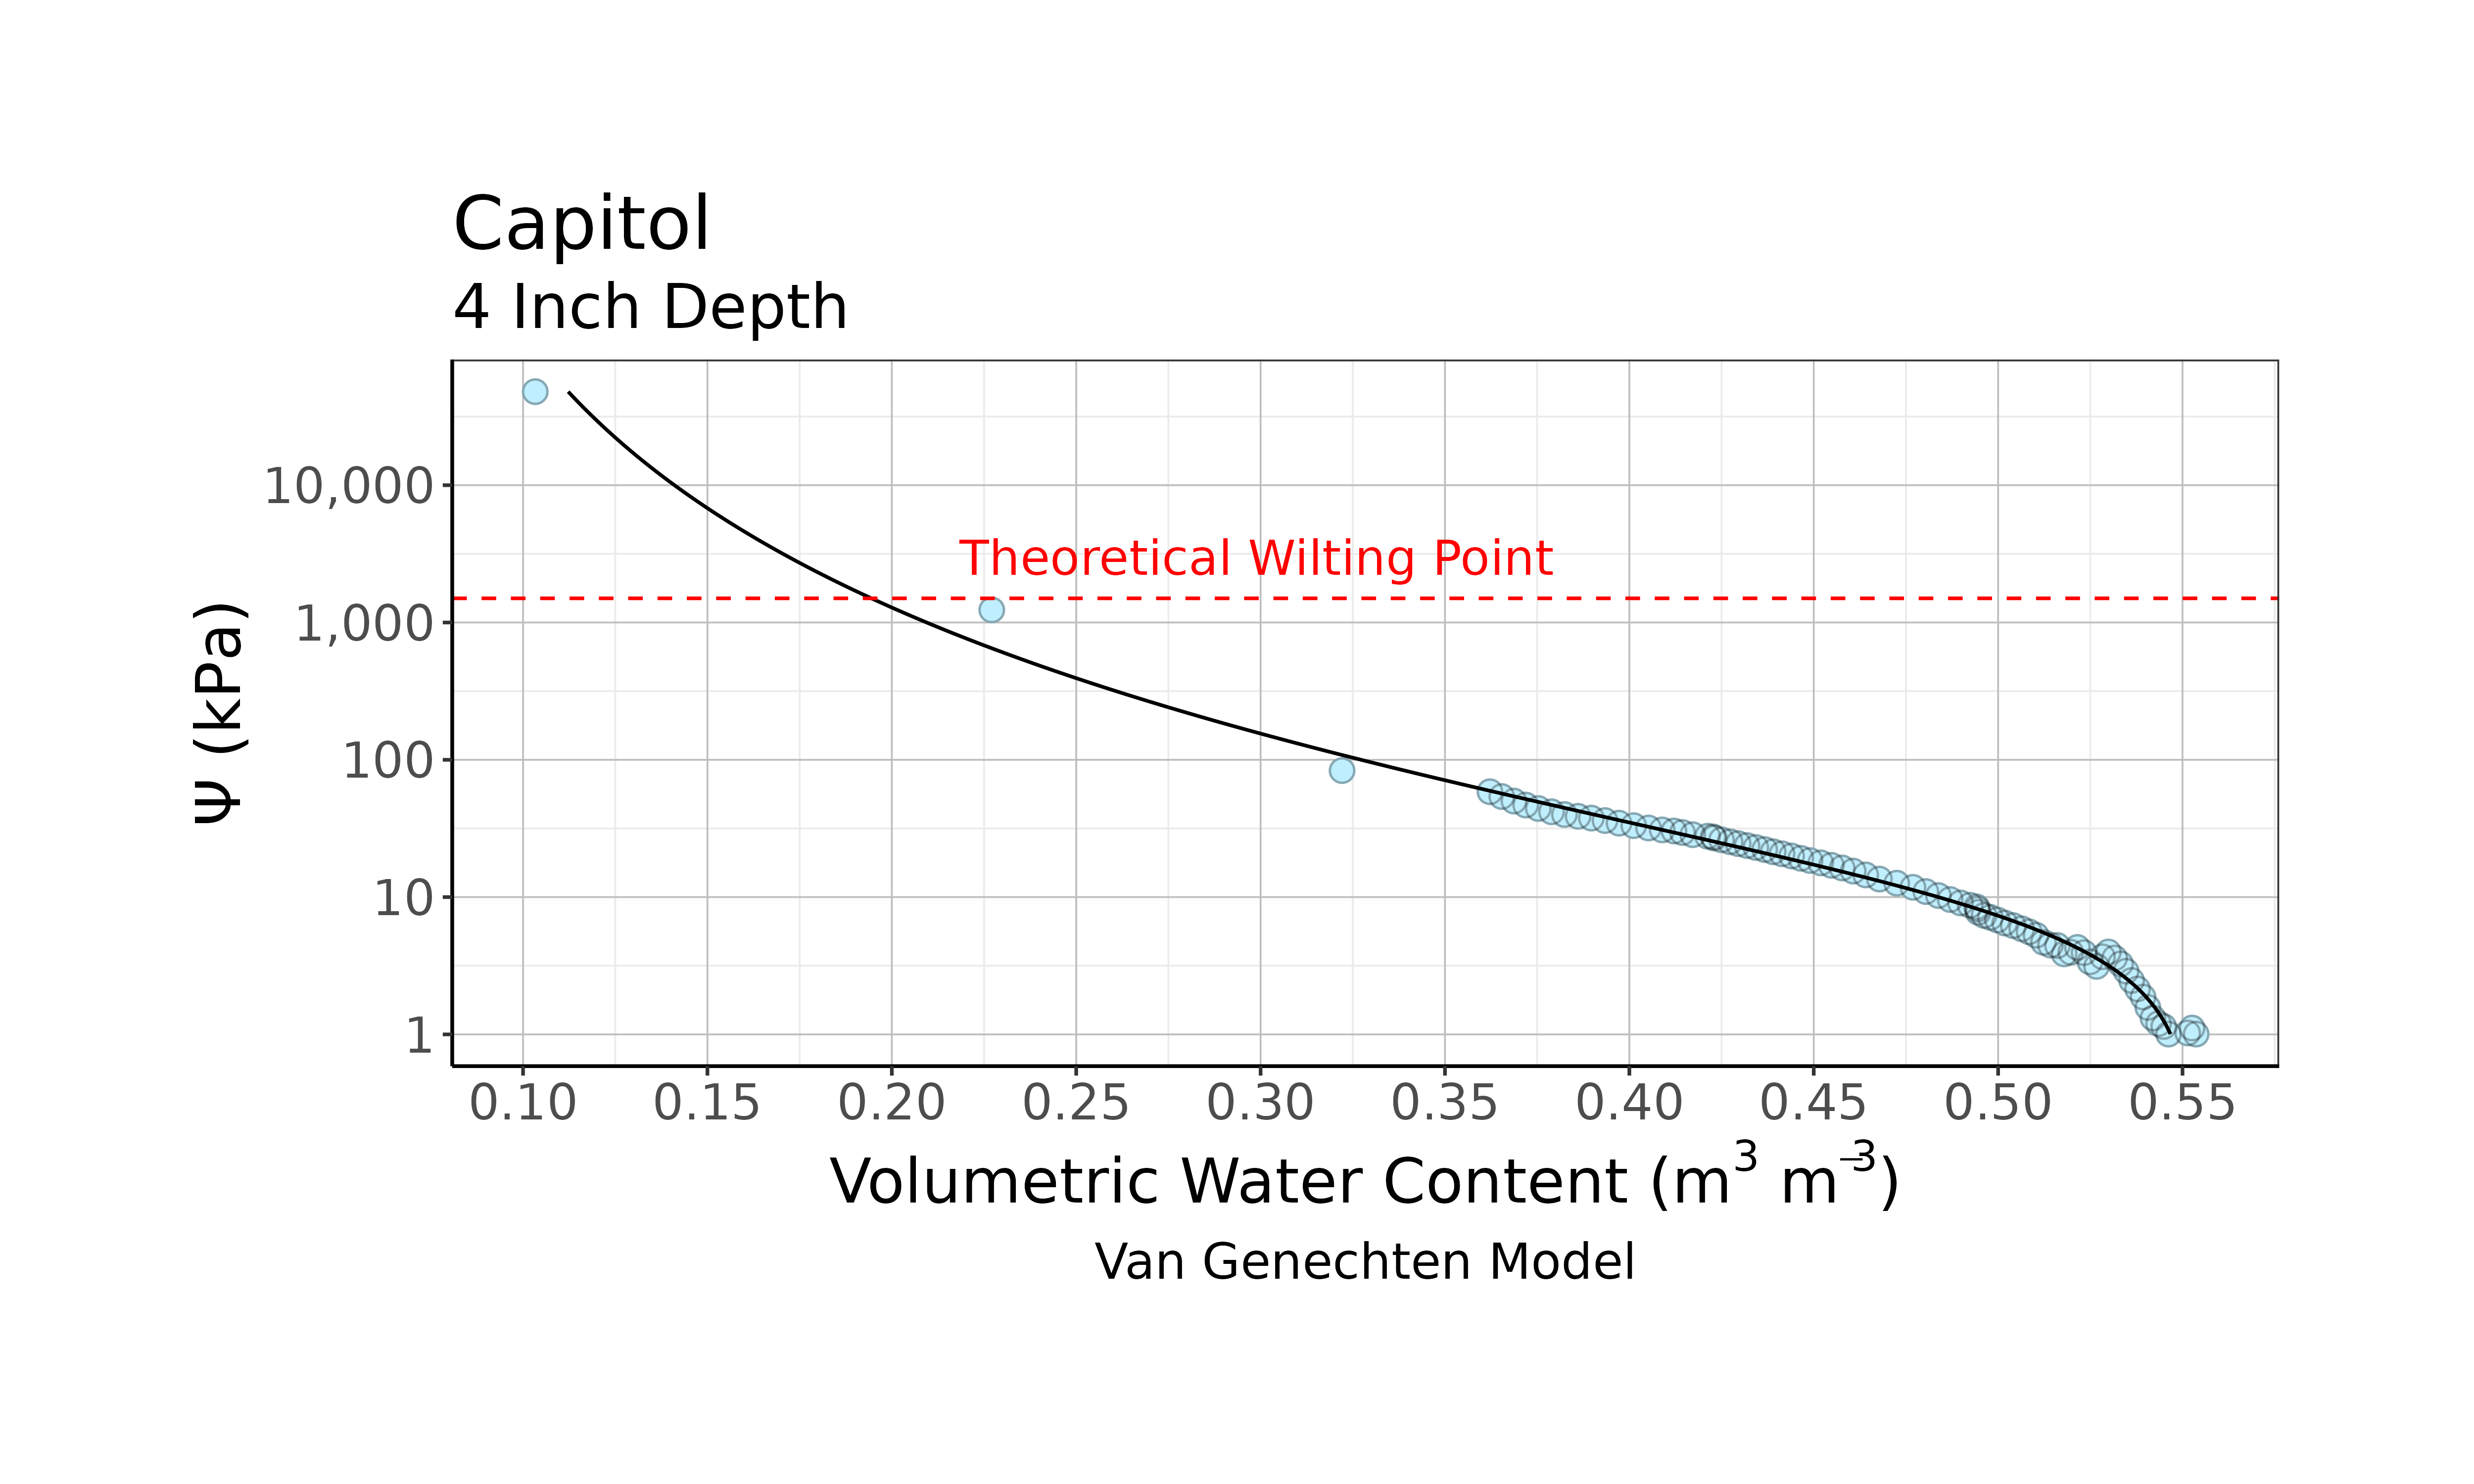 Capitol
4 Inch Depth
Ψ (kPa)
10,000
1,000
100
10
1
Theoretical Wilting Point
0.10 0.15 0.20 0.25 0.30 0.35 0.40 0.45 0.50 0.55
Volumetric Water Content (m³ m⁻³)
Van Genechten Model